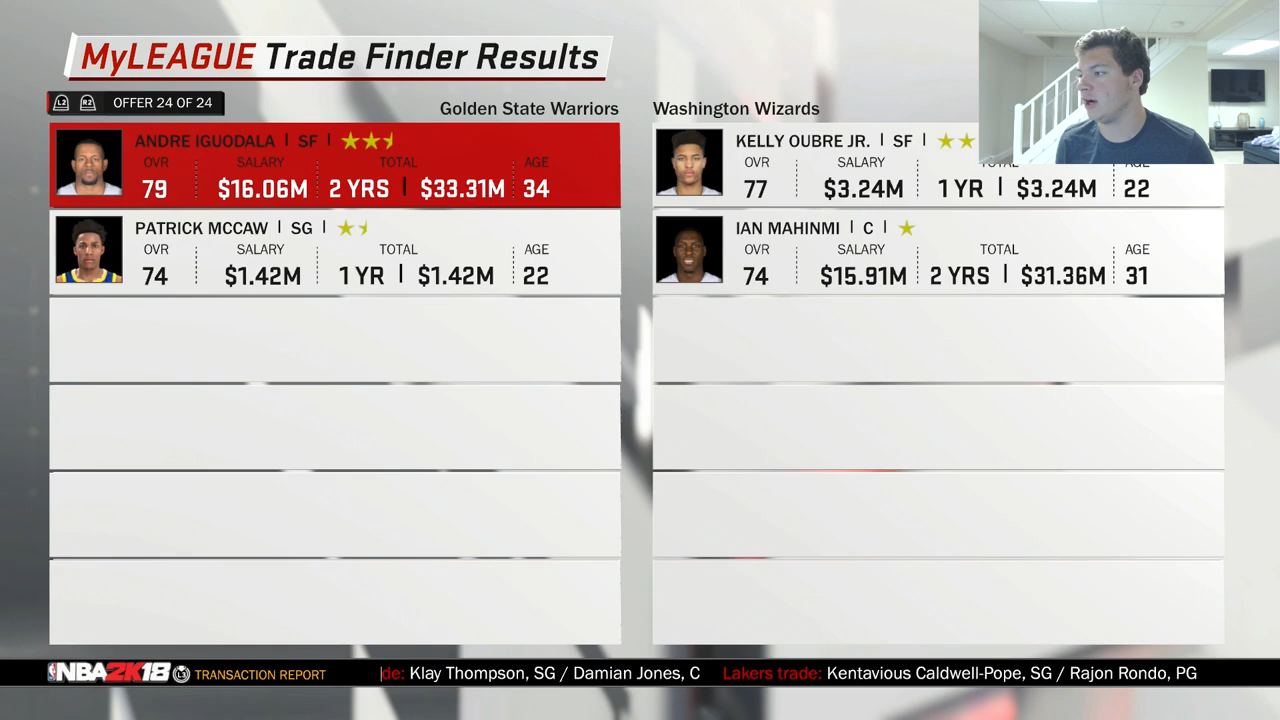 MyLEAGUE Trade Finder Results
L2 R2 OFFER 24 OF 24
Golden State Warriors
ANDRE IGUODALA | SF |
OVR SALARY TOTAL AGE
79 $16.06M 2 YRS | $33.31M 34
PATRICK MCCAW | SG |
OVR SALARY TOTAL AGE
74 $1.42M 1 YR | $1.42M 22
Washington Wizards
KELLY OUBRE JR. | SF |
OVR SALARY TOTAL AGE
77 $3.24M 1 YR | $3.24M 22
IAN MAHINMI | C |
OVR SALARY TOTAL AGE
74 $15.91M 2 YRS | $31.36M 31
NBA2K18 TRANSACTION REPORT de: Klay Thompson, SG / Damian Jones, C Lakers trade: Kentavious Caldwell-Pope, SG / Rajon Rondo, PG